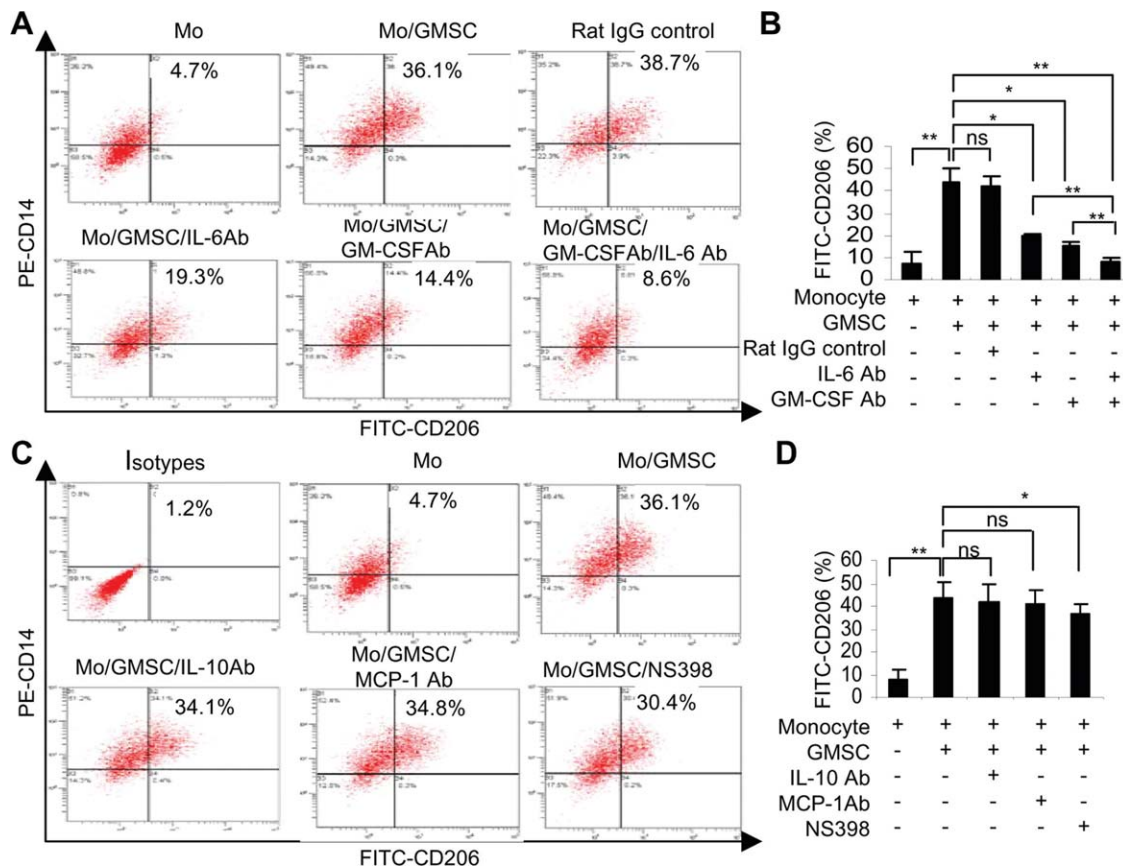 A
Mo
Mo/GMSC
Rat IgG control
4.7%
36.1%
38.7%
Mo/GMSC/IL-6Ab
Mo/GMSC/
GM-CSFAb
Mo/GMSC/
GM-CSFAb/IL-6 Ab
19.3%
14.4%
8.6%
PE-CD14
FITC-CD206
B
**
*
*
** ns
**
**
FITC-CD206 (%)
60
50
40
30
20
10
0
Monocyte + + + + + +
GMSC - + + + + +
Rat IgG control - - + - - -
IL-6 Ab - - - + - +
GM-CSF Ab - - - - + +
C
Isotypes
Mo
Mo/GMSC
1.2%
4.7%
36.1%
Mo/GMSC/IL-10Ab
Mo/GMSC/
MCP-1 Ab
Mo/GMSC/NS398
34.1%
34.8%
30.4%
PE-CD14
FITC-CD206
D
*
ns
** ns
FITC-CD206 (%)
60
50
40
30
20
10
0
Monocyte + + + + +
GMSC - + + + +
IL-10 Ab - - + - -
MCP-1Ab - - - + -
NS398 - - - - +